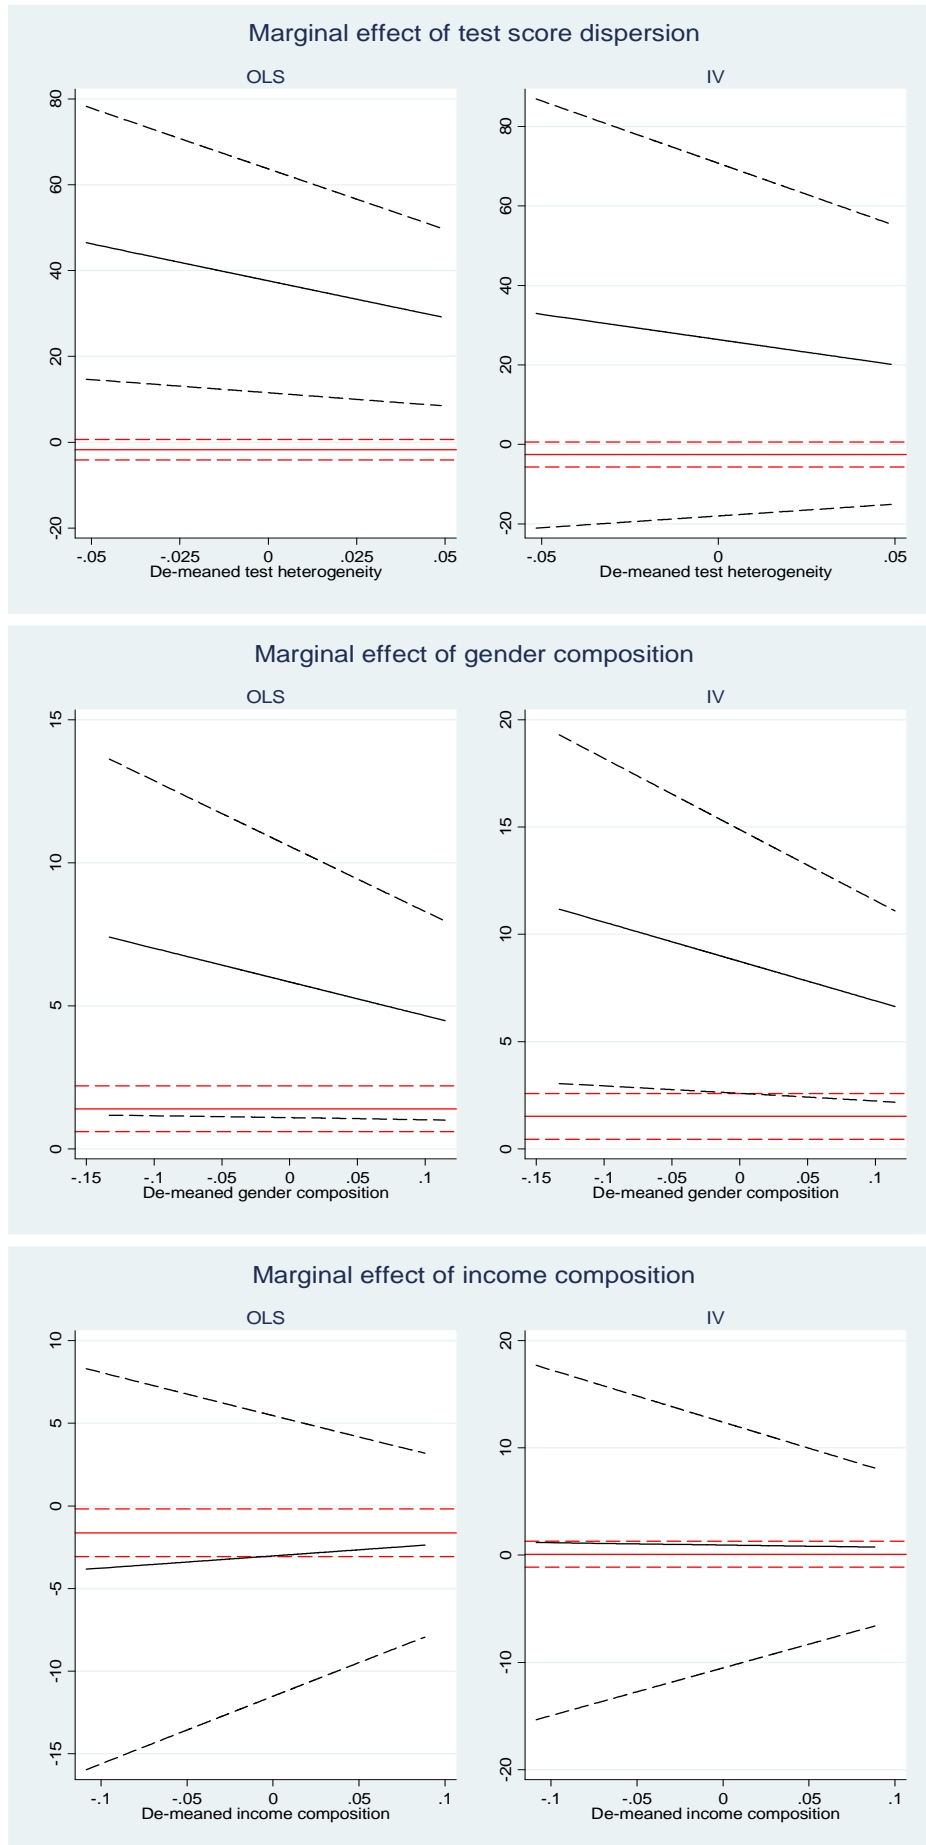 Marginal effect of test score dispersion
OLS
80
60
40
20
0
-20
-.05 -.025 0 .025 .05
De-meaned test heterogeneity
IV
80
60
40
20
0
-20
-.05 0 .05
De-meaned test heterogeneity
Marginal effect of gender composition
OLS
15
10
5
0
-.15 -.1 -.05 0 .05 .1
De-meaned gender composition
IV
20
15
10
5
0
-.15 -.1 -.05 0 .05 .1
De-meaned gender composition
Marginal effect of income composition
OLS
10
5
0
-5
-10
-15
-.1 -.05 0 .05 .1
De-meaned income composition
IV
20
10
0
-10
-20
-.1 -.05 0 .05 .1
De-meaned income composition